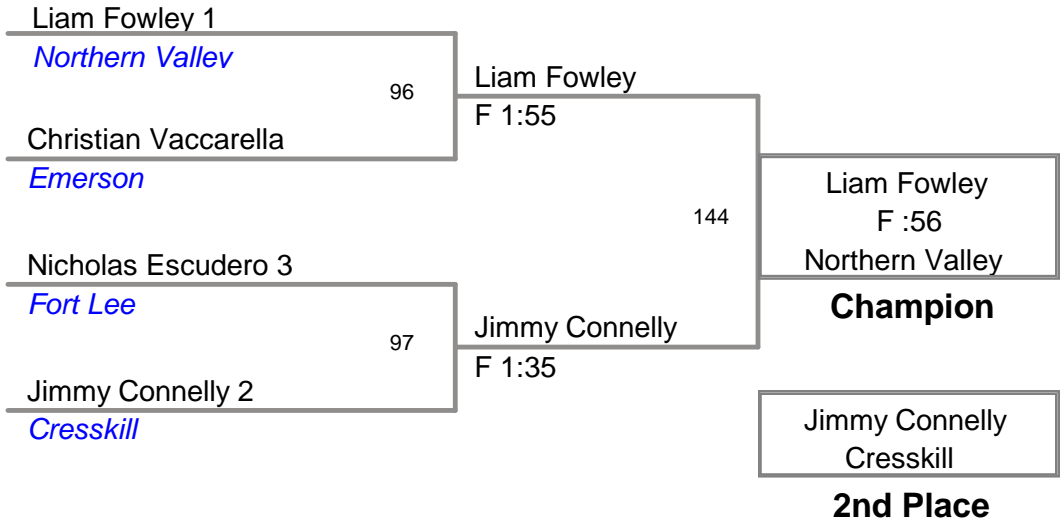 Liam Fowley 1
Northern Valley
96
Christian Vaccarella
Emerson
Nicholas Escudero 3
Fort Lee
97
Jimmy Connelly 2
Cresskill
Liam Fowley
F 1:55
144
Jimmy Connelly
F 1:35
Liam Fowley
F :56
Northern Valley
Champion
Jimmy Connelly
Cresskill
2nd Place